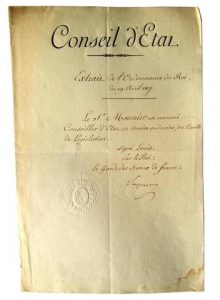 Conseil d'Etat.
Extrait de l'Ordonnance du Roi,
du 19 Avril 1817.
Le Sr. Mounier est nommé
Conseiller d'Etat, en service ordinaire, au Comité
de Législation.
signé Louis.
Par le Roi:
Le Garde des Sceaux de france,